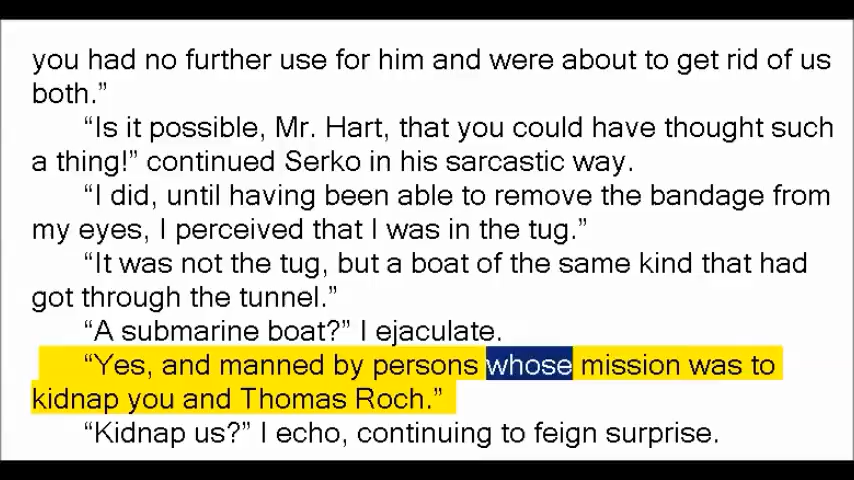 you had no further use for him and were about to get rid of us
both.”
“Is it possible, Mr. Hart, that you could have thought such
a thing!” continued Serko in his sarcastic way.
“I did, until having been able to remove the bandage from
my eyes, I perceived that I was in the tug.”
“It was not the tug, but a boat of the same kind that had
got through the tunnel.”
“A submarine boat?” I ejaculate.
“Yes, and manned by persons whose mission was to
kidnap you and Thomas Roch.”
“Kidnap us?” I echo, continuing to feign surprise.